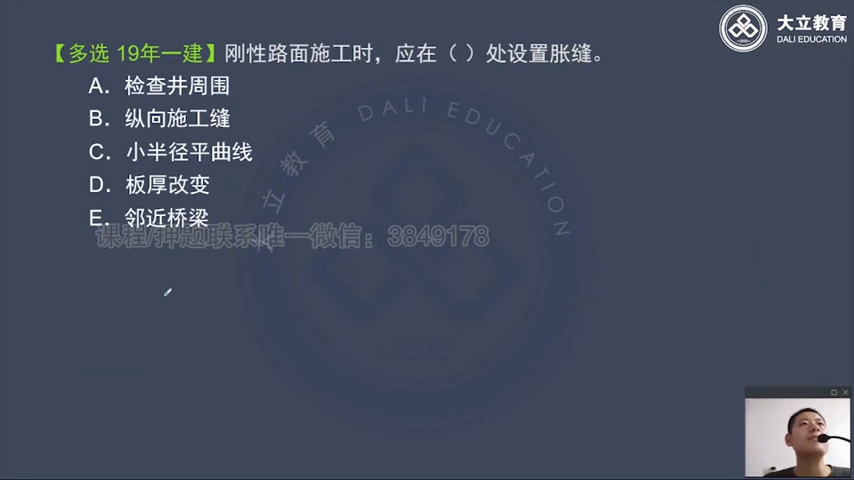 大立教育
DALI EDUCATION
【多选 19年一建】刚性路面施工时，应在（ ）处设置胀缝。
A. 检查井周围
B. 纵向施工缝
C. 小半径平曲线
D. 板厚改变
E. 邻近桥梁
课程/押题联系唯一微信：3849178
大立教育 DALI EDUCATION